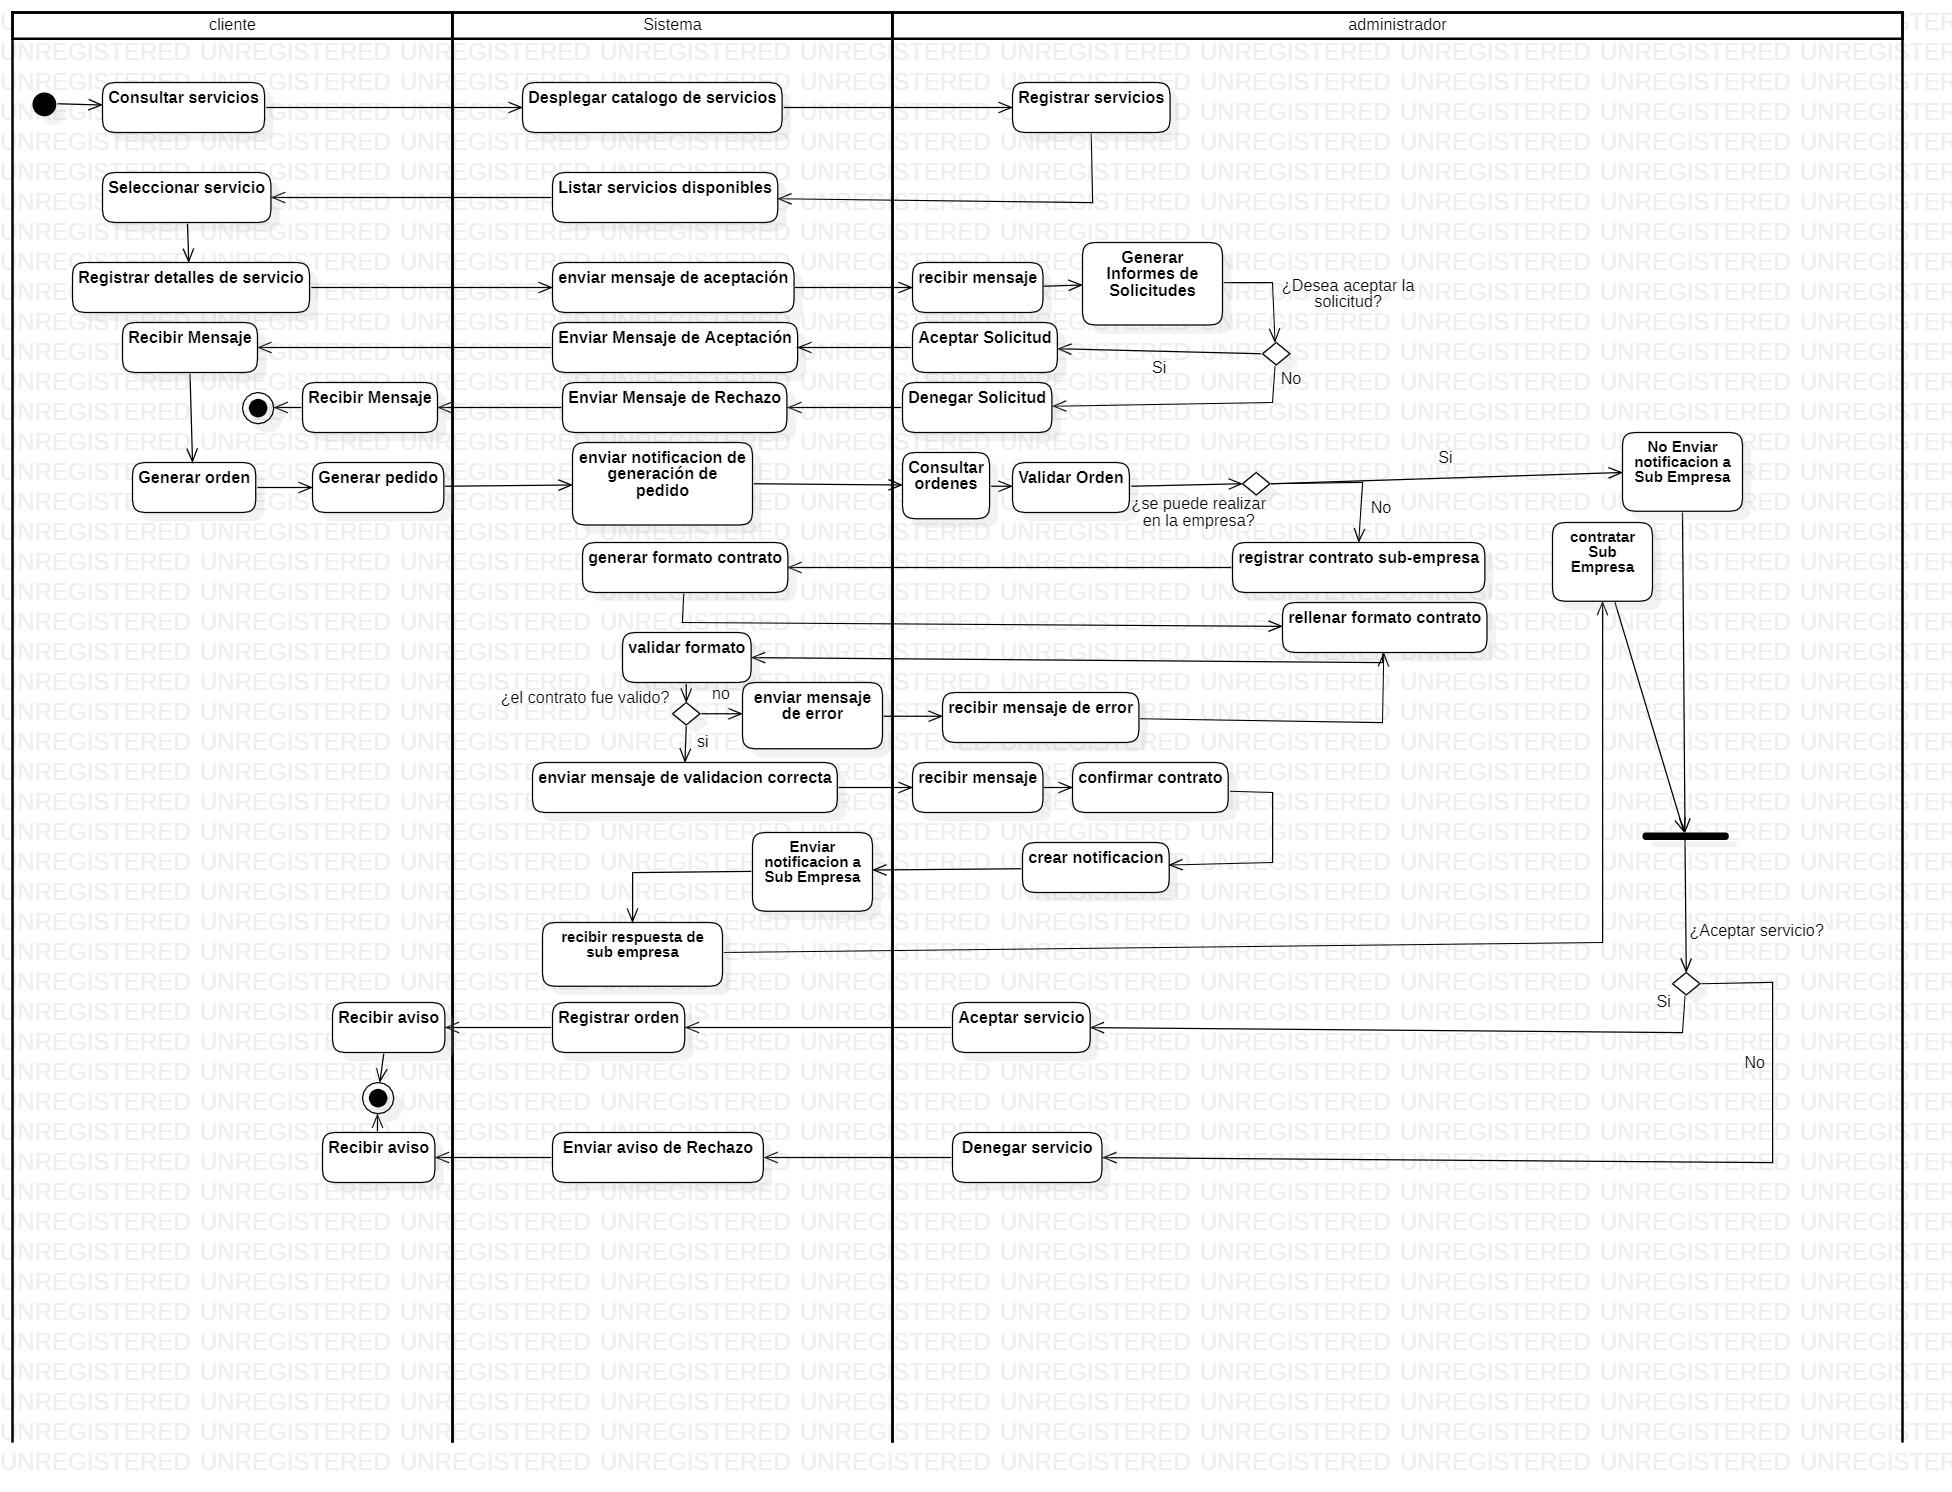 cliente
Sistema
administrador
Consultar servicios
Desplegar catalogo de servicios
Registrar servicios
Seleccionar servicio
Listar servicios disponibles
Registrar detalles de servicio
enviar mensaje de aceptación
recibir mensaje
Generar
Informes de
Solicitudes
¿Desea aceptar la
solicitud?
Recibir Mensaje
Enviar Mensaje de Aceptación
Aceptar Solicitud
Si
No
Recibir Mensaje
Enviar Mensaje de Rechazo
Denegar Solicitud
Generar orden
Generar pedido
enviar notificacion de
generación de
pedido
Consultar
ordenes
Validar Orden
¿se puede realizar
en la empresa?
Si
No
No Enviar
notificacion a
Sub Empresa
generar formato contrato
registrar contrato sub-empresa
contratar
Sub
Empresa
rellenar formato contrato
validar formato
¿el contrato fue valido?
no
si
enviar mensaje
de error
recibir mensaje de error
enviar mensaje de validacion correcta
recibir mensaje
confirmar contrato
Enviar
notificacion a
Sub Empresa
crear notificacion
recibir respuesta de
sub empresa
¿Aceptar servicio?
Si
No
Recibir aviso
Registrar orden
Aceptar servicio
Recibir aviso
Enviar aviso de Rechazo
Denegar servicio
UNREGISTERED